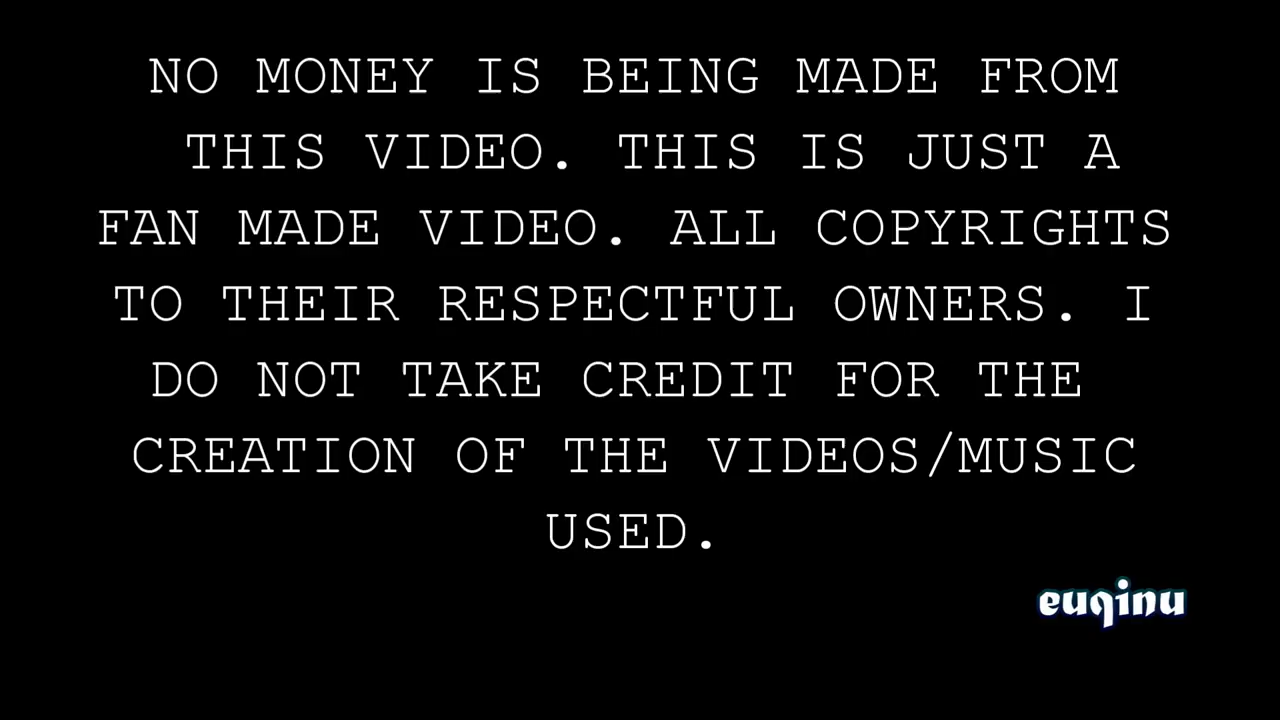 NO MONEY IS BEING MADE FROM
THIS VIDEO. THIS IS JUST A
FAN MADE VIDEO. ALL COPYRIGHTS
TO THEIR RESPECTFUL OWNERS. I
DO NOT TAKE CREDIT FOR THE
CREATION OF THE VIDEOS/MUSIC
USED.
euqinu